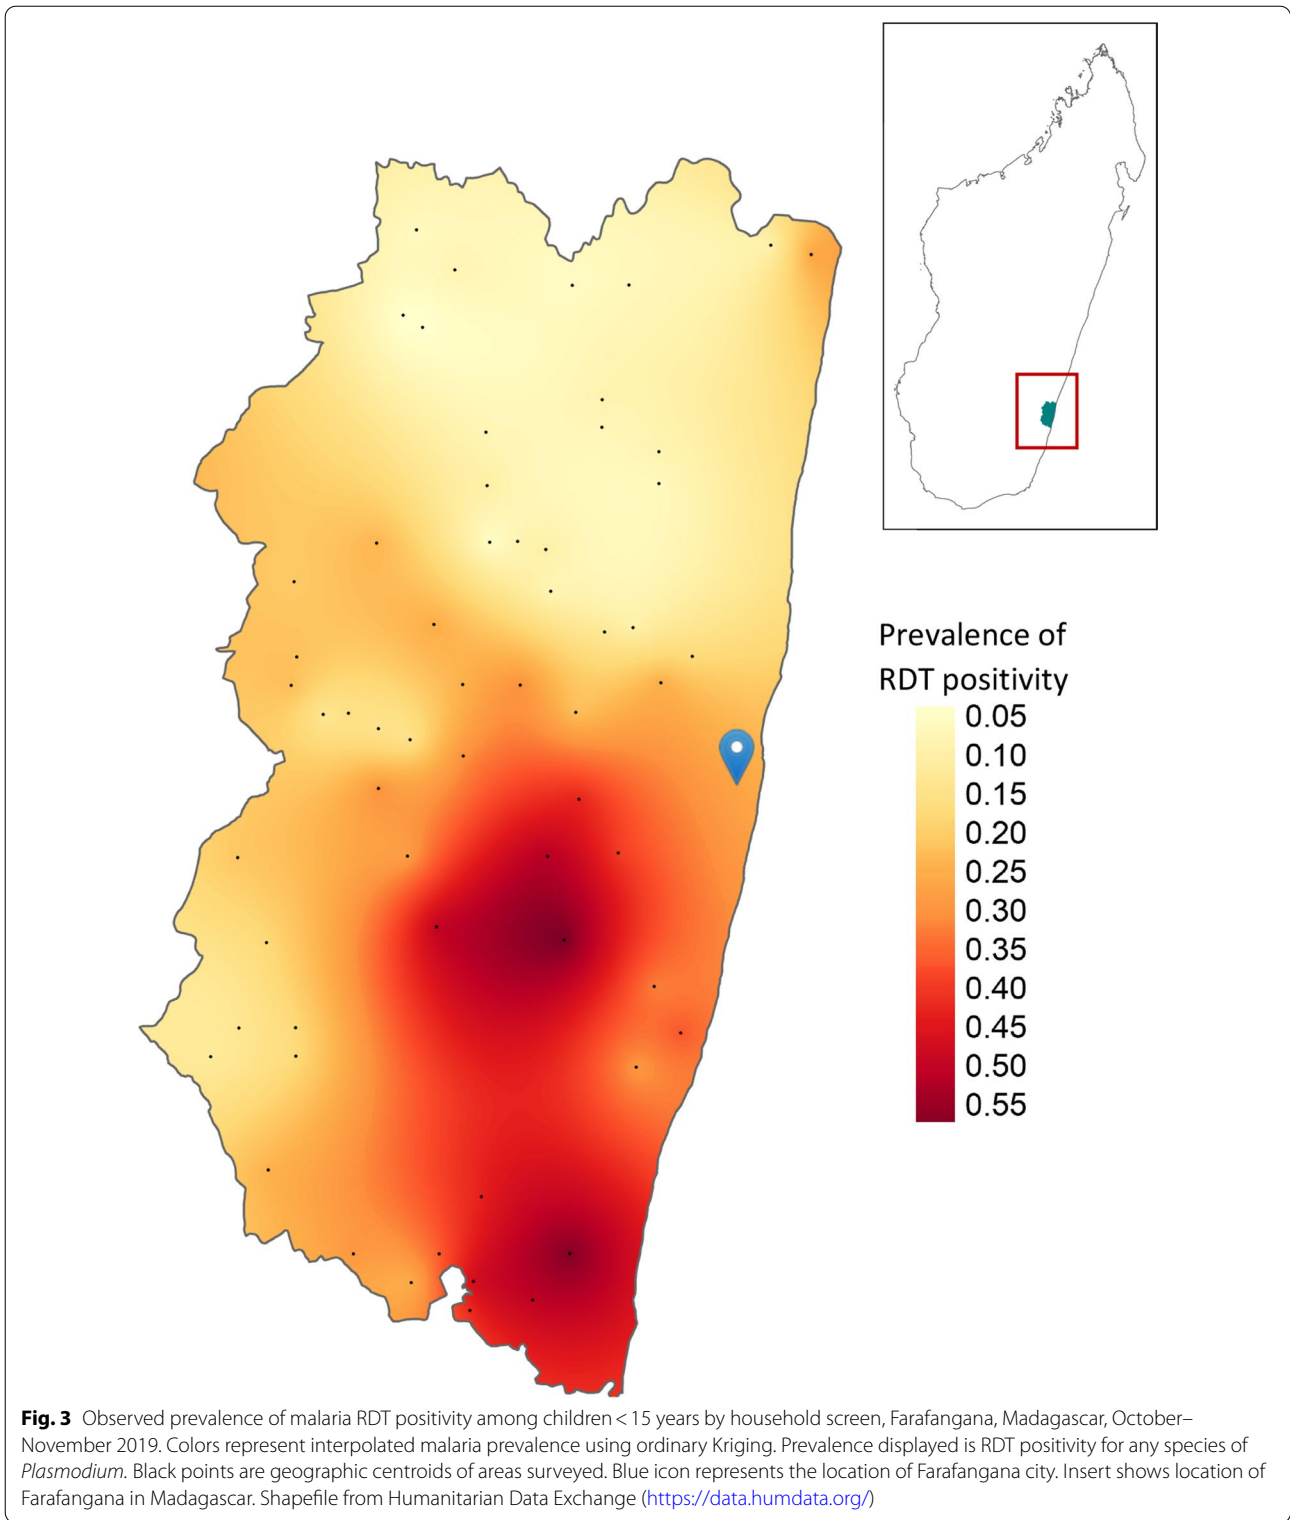 Prevalence of
RDT positivity
0.05
0.10
0.15
0.20
0.25
0.30
0.35
0.40
0.45
0.50
0.55
Fig. 3 Observed prevalence of malaria RDT positivity among children < 15 years by household screen, Farafangana, Madagascar, October–
November 2019. Colors represent interpolated malaria prevalence using ordinary Kriging. Prevalence displayed is RDT positivity for any species of
Plasmodium. Black points are geographic centroids of areas surveyed. Blue icon represents the location of Farafangana city. Insert shows location of
Farafangana in Madagascar. Shapefile from Humanitarian Data Exchange (https://data.humdata.org/)